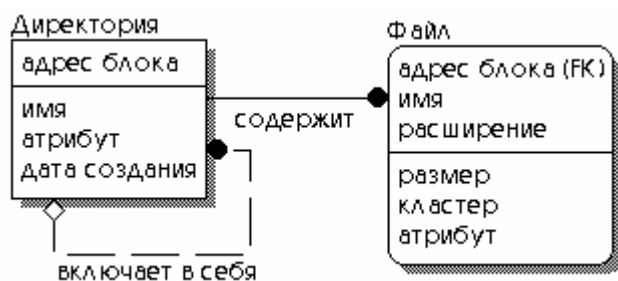 Директория
адрес блока
имя
атрибут
дата создания
включает в себя
содержит
Файл
адрес блока (FK)
имя
расширение
размер
кластер
атрибут